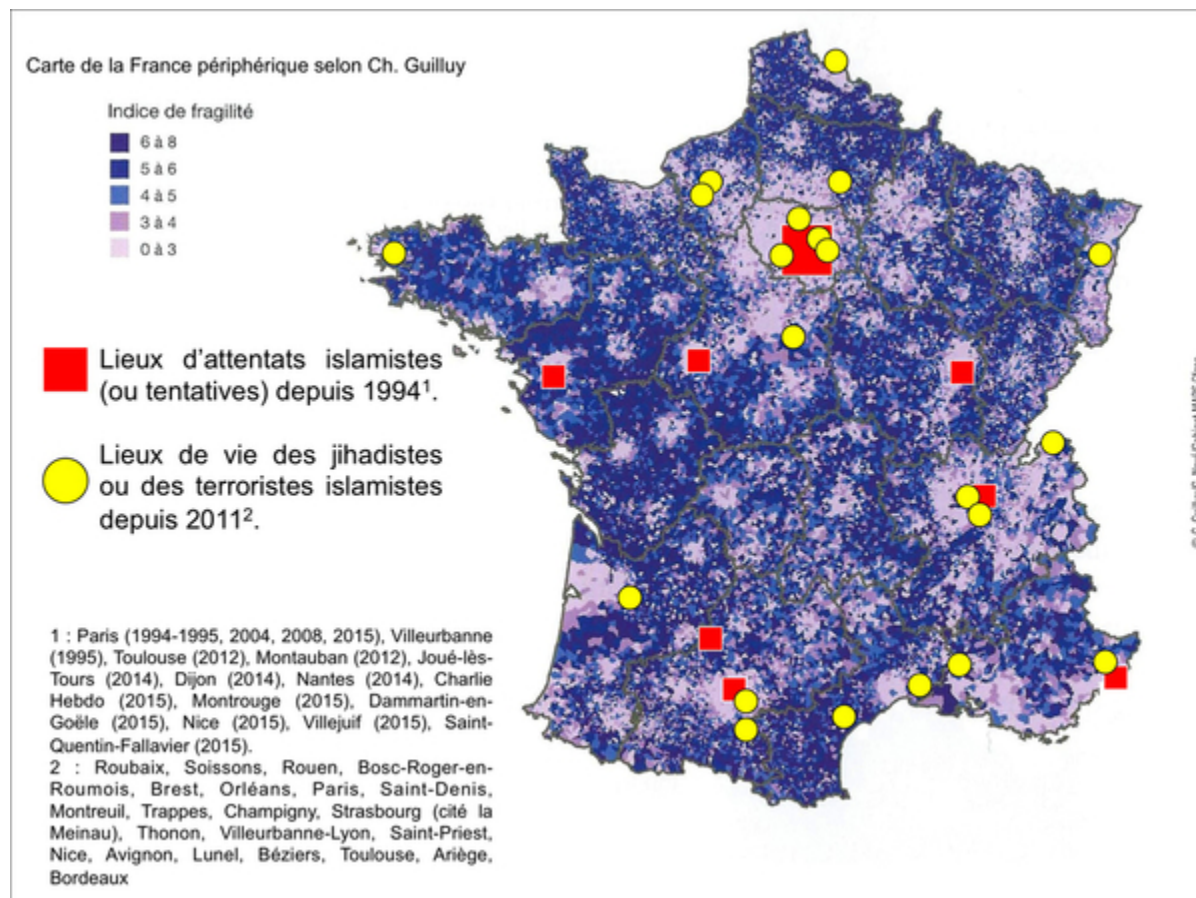 Carte de la France périphérique selon Ch. Guilluy
Indice de fragilité
6 à 8
5 à 6
4 à 5
3 à 4
0 à 3
Lieux d'attentats islamistes
(ou tentatives) depuis 1994¹.
Lieux de vie des jihadistes
ou des terroristes islamistes
depuis 2011².
1 : Paris (1994-1995, 2004, 2008, 2015), Villeurbanne
(1995), Toulouse (2012), Montauban (2012), Joué-lès-
Tours (2014), Dijon (2014), Nantes (2014), Charlie
Hebdo (2015), Montrouge (2015), Dammartin-en-
Goële (2015), Nice (2015), Villejuif (2015), Saint-
Quentin-Fallavier (2015).
2 : Roubaix, Soissons, Rouen, Bosc-Roger-en-
Roumois, Brest, Orléans, Paris, Saint-Denis,
Montreuil, Trappes, Champigny, Strasbourg (cité la
Meinau), Thonon, Villeurbanne-Lyon, Saint-Priest,
Nice, Avignon, Lunel, Béziers, Toulouse, Ariège,
Bordeaux